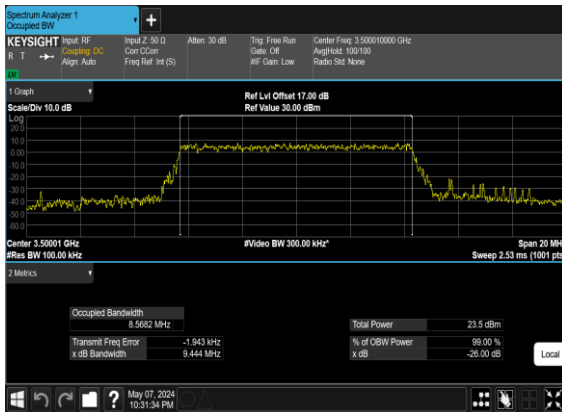 Spectrum Analyzer 1
Occupied BW
KEYSIGHT
R T
LXI
Input: RF
Coupling: DC
Align: Auto
Input Z: 50 Ω
Corr CCorr
Freq Ref: Int (S)
Atten: 30 dB
Trig: Free Run
Gate: Off
#IF Gain: Low
Center Freq: 3.500010000 GHz
Avg|Hold: 100/100
Radio Std: None
1 Graph
Scale/Div 10.0 dB
Ref Lvl Offset 17.00 dB
Ref Value 30.00 dBm
Log
20.0
10.0
0.00
-10.0
-20.0
-30.0
-40.0
-50.0
-60.0
Center 3.50001 GHz
#Res BW 100.00 kHz
#Video BW 300.00 kHz*
Span 20 MH
Sweep 2.53 ms (1001 pts
2 Metrics
Occupied Bandwidth
8.5682 MHz
Transmit Freq Error -1.943 kHz
x dB Bandwidth 9.444 MHz
Total Power 23.5 dBm
% of OBW Power 99.00 %
x dB -26.00 dB
Local
May 07, 2024
10:31:34 PM